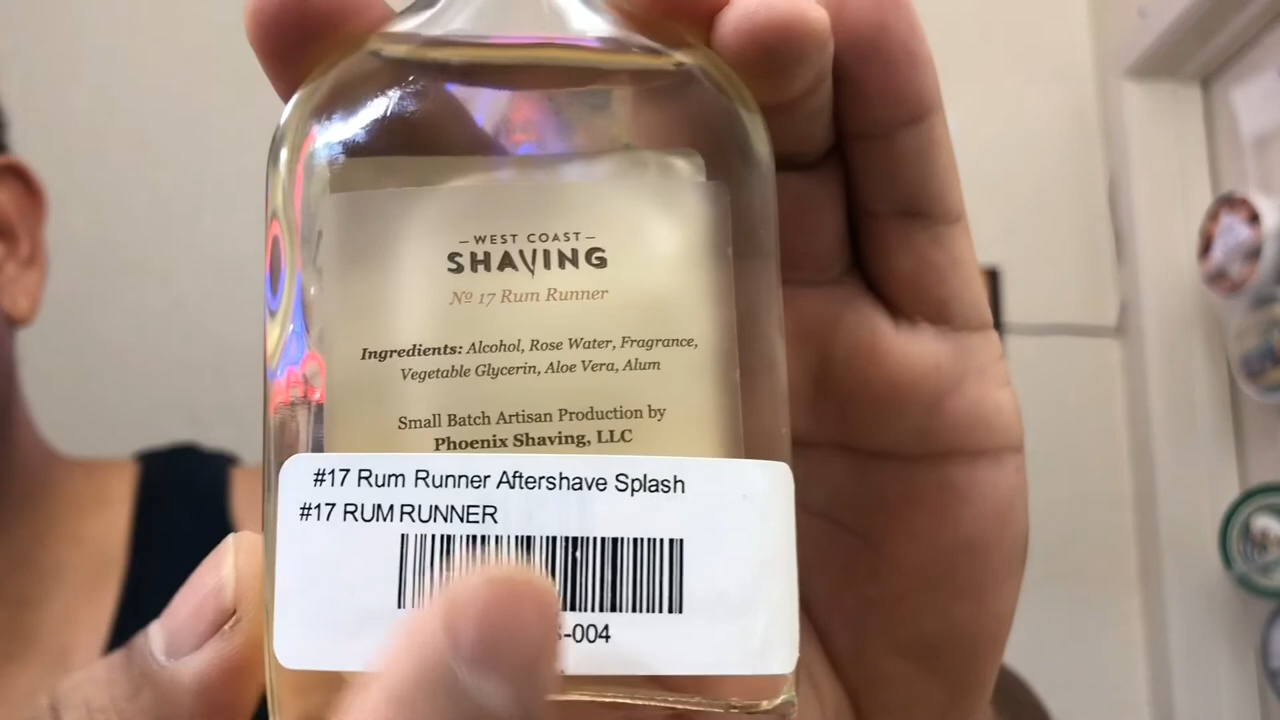 WEST COAST
SHAVING
№ 17 Rum Runner
Ingredients: Alcohol, Rose Water, Fragrance,
Vegetable Glycerin, Aloe Vera, Alum
Small Batch Artisan Production by
Phoenix Shaving, LLC
#17 Rum Runner Aftershave Splash
#17 RUM RUNNER
-004